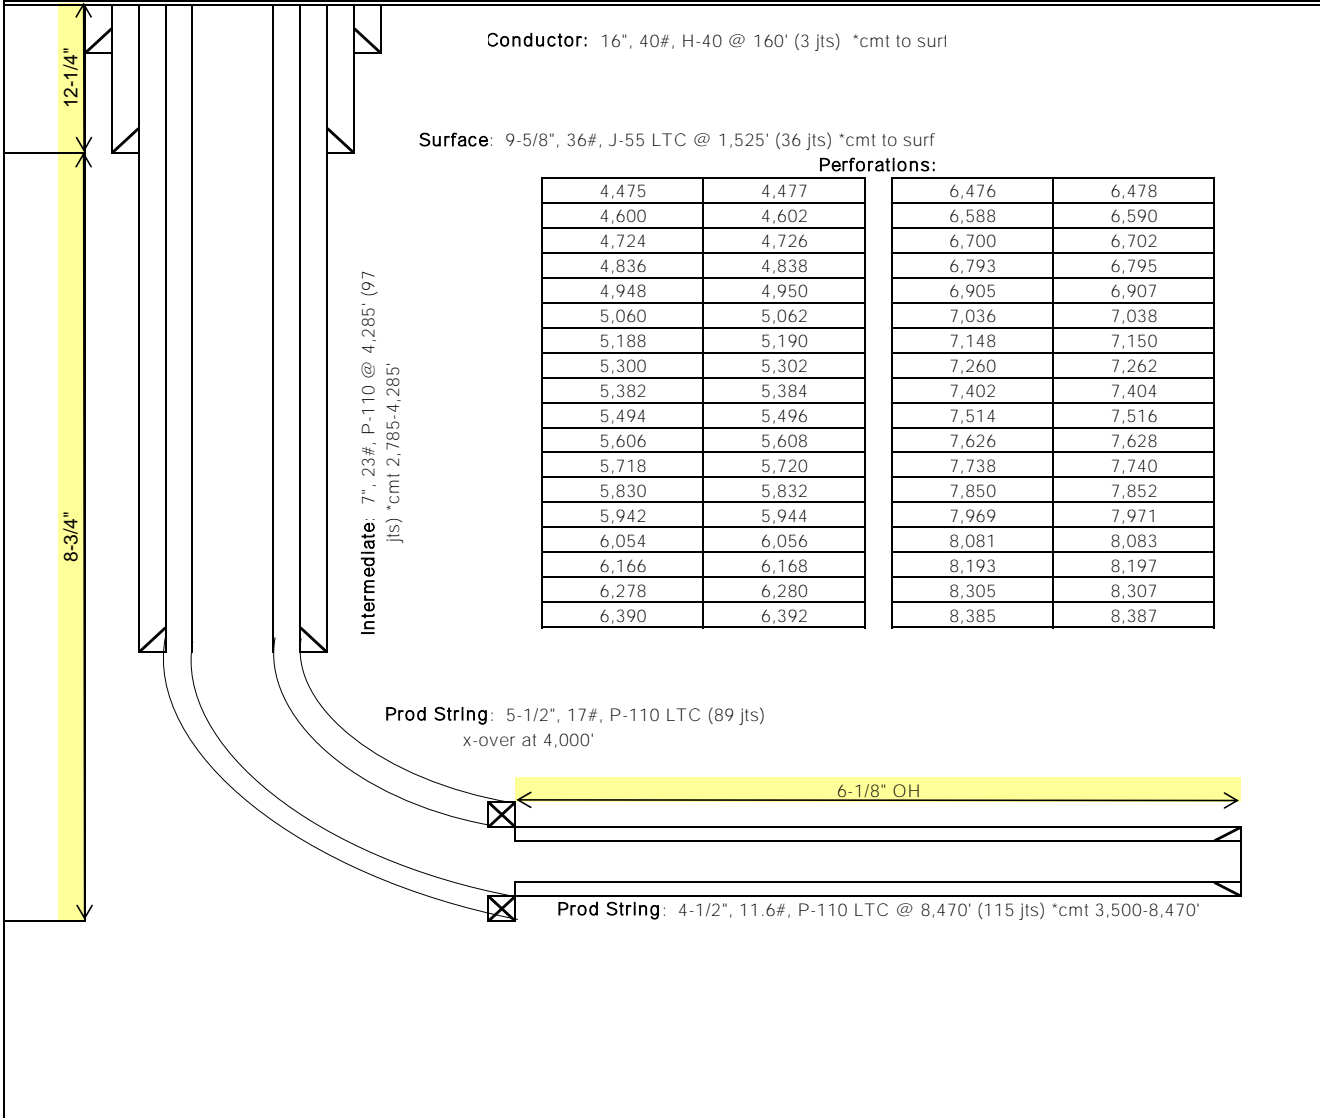 12-1/4"
Conductor: 16", 40#, H-40 @ 160' (3 jts) *cmt to surf
Surface: 9-5/8", 36#, J-55 LTC @ 1,525' (36 jts) *cmt to surf
Perforations:
4,475 4,477 6,476 6,478
4,600 4,602 6,588 6,590
4,724 4,726 6,700 6,702
4,836 4,838 6,793 6,795
4,948 4,950 6,905 6,907
5,060 5,062 7,036 7,038
5,188 5,190 7,148 7,150
5,300 5,302 7,260 7,262
5,382 5,384 7,402 7,404
5,494 5,496 7,514 7,516
5,606 5,608 7,626 7,628
5,718 5,720 7,738 7,740
5,830 5,832 7,850 7,852
5,942 5,944 7,969 7,971
6,054 6,056 8,081 8,083
6,166 6,168 8,193 8,197
6,278 6,280 8,305 8,307
6,390 6,392 8,385 8,387
8-3/4"
Intermediate: 7", 23#, P-110 @ 4,285' (97
jts) *cmt 2,785-4,285'
Prod String: 5-1/2", 17#, P-110 LTC (89 jts)
x-over at 4,000'
6-1/8" OH
Prod String: 4-1/2", 11.6#, P-110 LTC @ 8,470' (115 jts) *cmt 3,500-8,470'